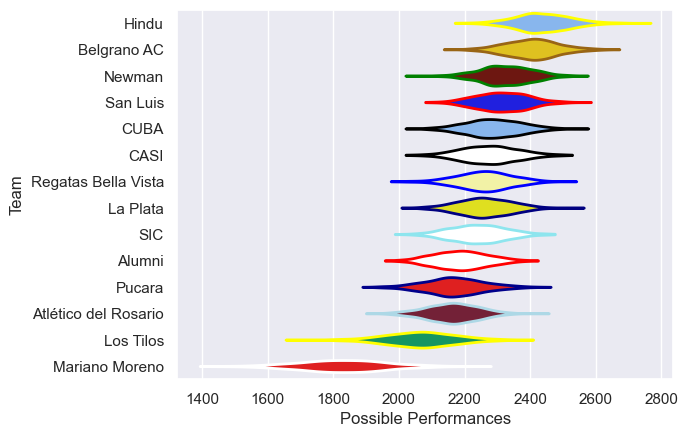 Hindu
Belgrano AC
Newman
San Luis
CUBA
CASI
Regatas Bella Vista
La Plata
SIC
Alumni
Pucara
Atlético del Rosario
Los Tilos
Mariano Moreno
Team
1400 1600 1800 2000 2200 2400 2600 2800
Possible Performances